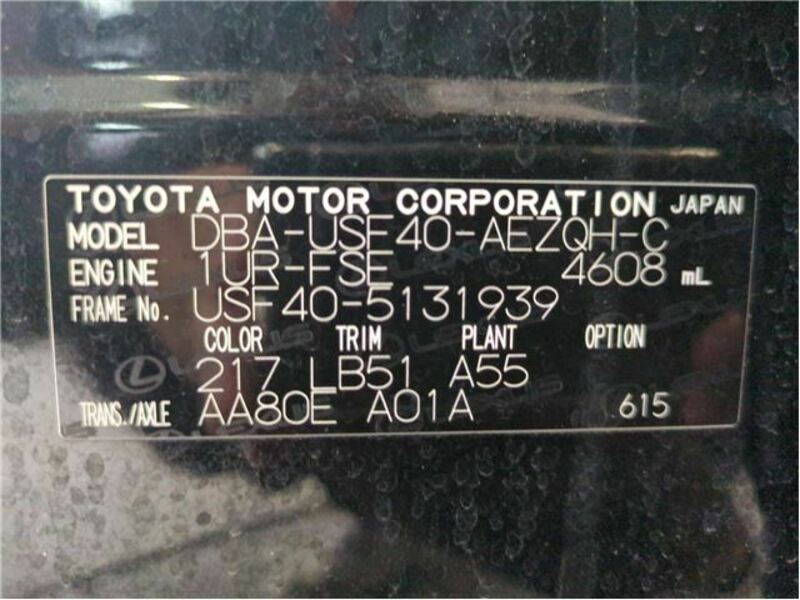 TOYOTA MOTOR CORPORATION JAPAN
MODEL DBA-USF40-AEZQH-C
ENGINE 1UR-FSE 4608 mL
FRAME No. USF40-5131939
COLOR TRIM PLANT OPTION
217 LB51 A55
TRANS./AXLE AA80E A01A 615